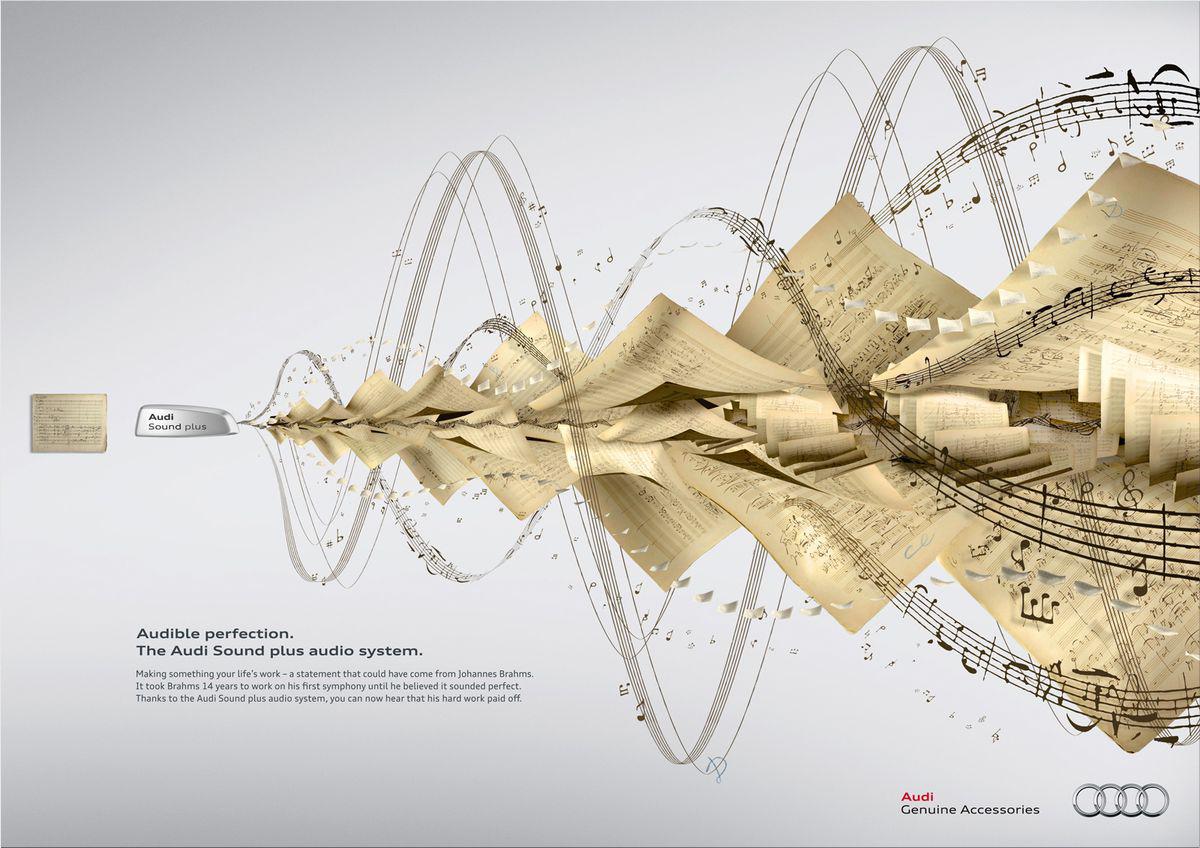 Audi
Sound plus
Audible perfection.
The Audi Sound plus audio system.
Making something your life's work – a statement that could have come from Johannes Brahms.
It took Brahms 14 years to work on his first symphony until he believed it sounded perfect.
Thanks to the Audi Sound plus audio system, you can now hear that his hard work paid off.
Audi
Genuine Accessories